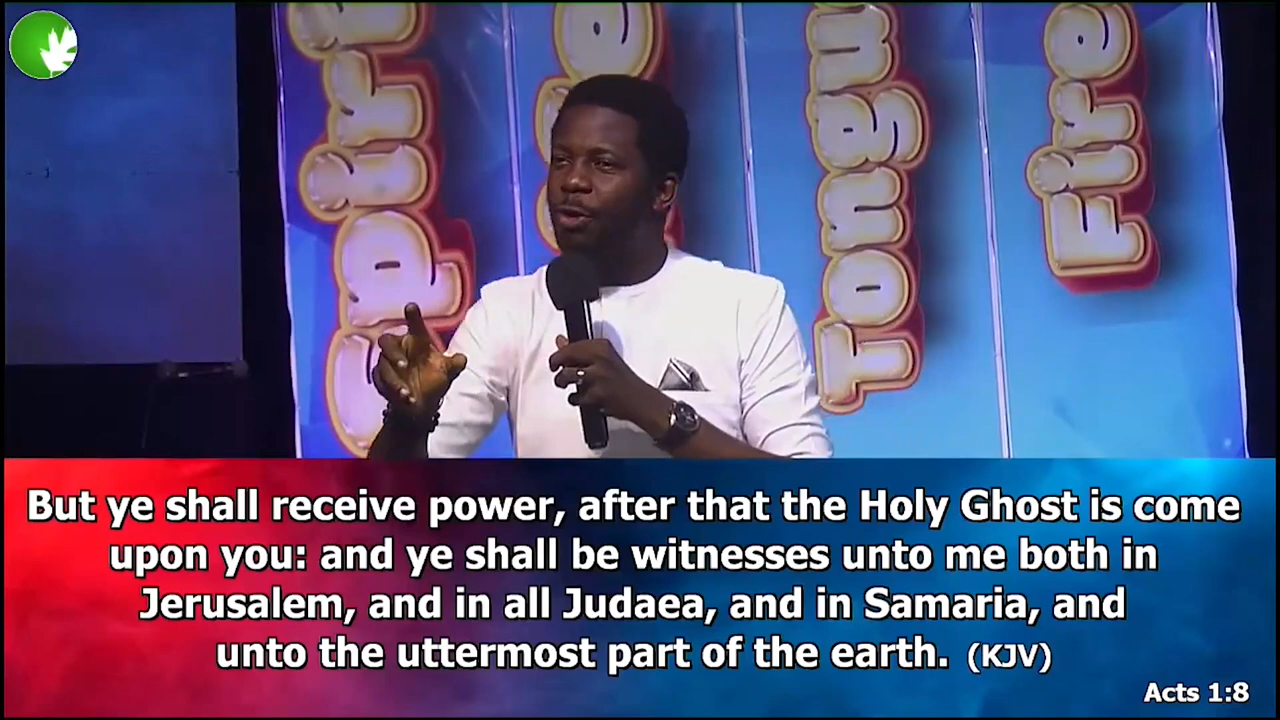 Spirit
Tongu
Fire
But ye shall receive power, after that the Holy Ghost is come
upon you: and ye shall be witnesses unto me both in
Jerusalem, and in all Judaea, and in Samaria, and
unto the uttermost part of the earth. (KJV)
Acts 1:8